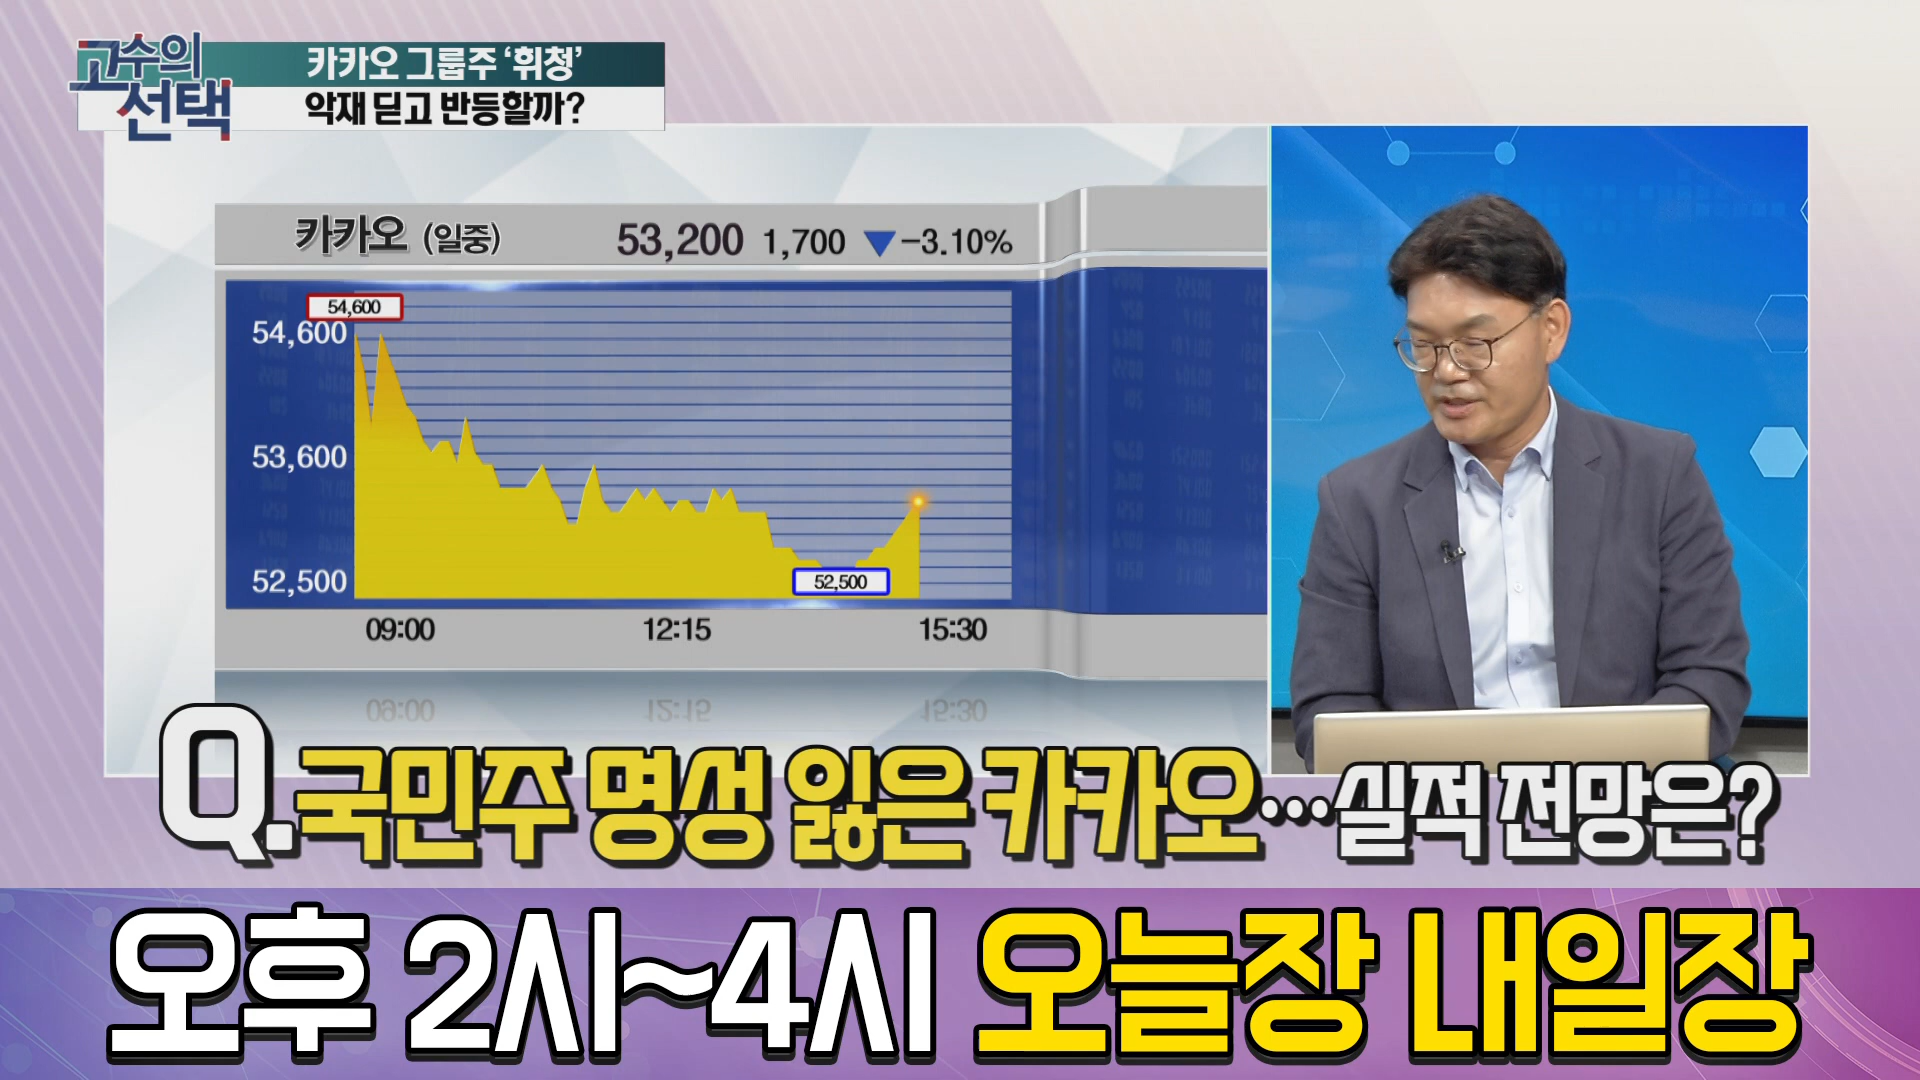 고수의
선택
카카오 그룹주 ‘휘청’
악재 딛고 반등할까?
카카오 (일중) 53,200 1,700 ▼-3.10%
54,600
54,600
53,600
52,500
52,500
09:00 12:15 15:30
Q.국민주 명성 잃은 카카오…실적 전망은?
오후 2시~4시 오늘장 내일장